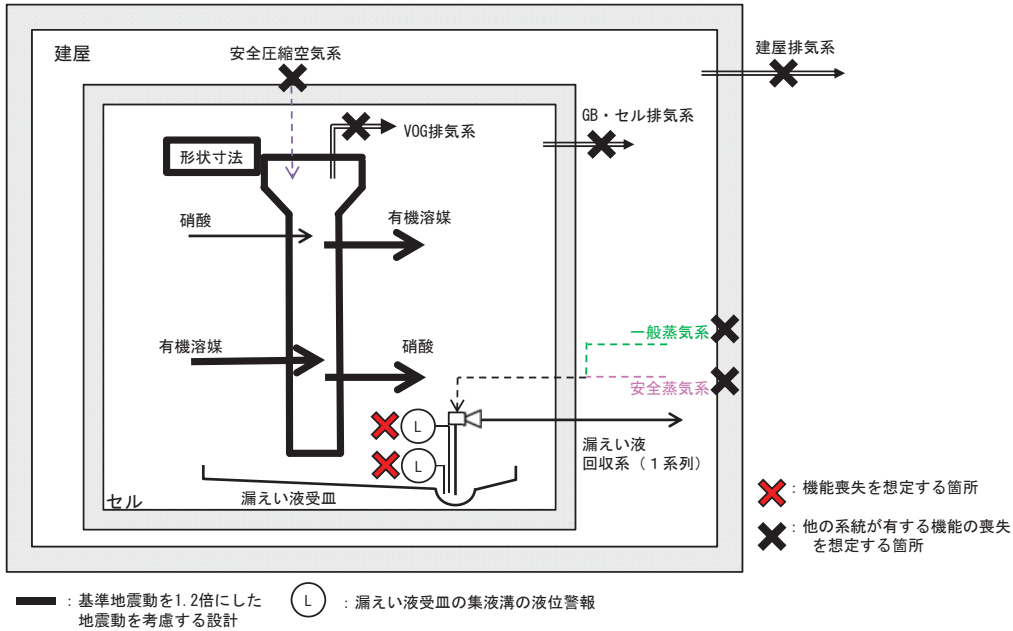 建屋
安全圧縮空気系
建屋排気系
VOG排気系
GB・セル排気系
形状寸法
硝酸
有機溶媒
有機溶媒
硝酸
一般蒸気系
安全蒸気系
L
L
漏えい液
回収系（１系列）
セル
漏えい液受皿
：機能喪失を想定する箇所
：他の系統が有する機能の喪失
を想定する箇所
：基準地震動を1.2倍にした
地震動を考慮する設計
L
：漏えい液受皿の集液溝の液位警報